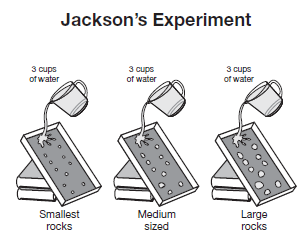 Jackson's Experiment
3 cups
of water
3 cups
of water
3 cups
of water
Smallest
rocks
Medium
sized
Large
rocks